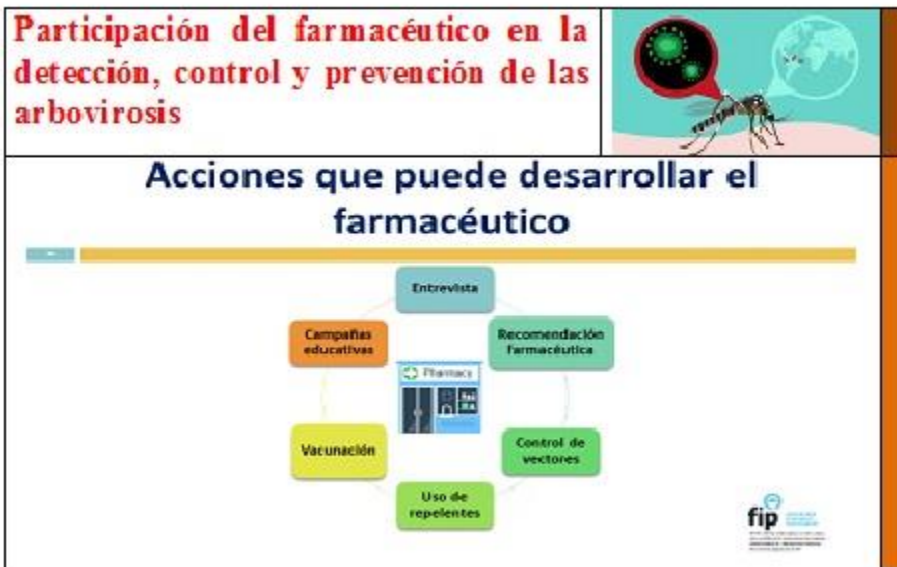 Participación del farmacéutico en la
detección, control y prevención de las
arbovirosis
Acciones que puede desarrollar el
farmacéutico
Entrevista
Recomendación
farmacéutica
Control de
vectores
Uso de
repelentes
Vacunación
Campañas
educativas
Pharmacy
fip